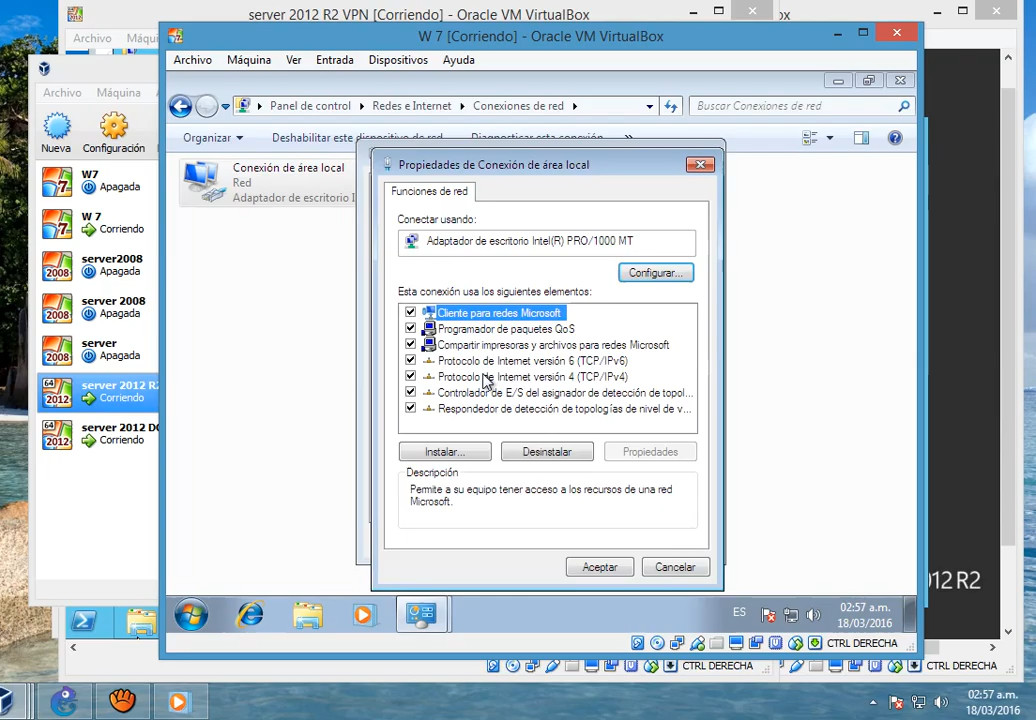 server 2012 R2 VPN [Corriendo] - Oracle VM VirtualBox
ox
Archivo
W 7 [Corriendo] - Oracle VM VirtualBox
Archivo
Máquina
Ver
Entrada
Dispositivos
Ayuda
Archivo
Máquina
Nueva
Configuración
Panel de control
Redes e Internet
Conexiones de red
Buscar Conexiones de red
Organizar
Deshabilitar este dispositivo de red
Diagnosticar esta conexión
»
Conexión de área local
Red
Adaptador de escritorio I
W7
Apagada
W 7
Corriendo
server2008
Apagada
server 2008
Apagada
server
Apagada
server 2012 R2
Corriendo
server 2012 DC
Corriendo
Propiedades de Conexión de área local
Funciones de red
Conectar usando:
Adaptador de escritorio Intel(R) PRO/1000 MT
Configurar...
Esta conexión usa los siguientes elementos:
Cliente para redes Microsoft
Programador de paquetes QoS
Compartir impresoras y archivos para redes Microsoft
Protocolo de Internet versión 6 (TCP/IPv6)
Protocolo de Internet versión 4 (TCP/IPv4)
Controlador de E/S del asignador de detección de topol...
Respondedor de detección de topologías de nivel de v...
Instalar...
Desinstalar
Propiedades
Descripción
Permite a su equipo tener acceso a los recursos de una red
Microsoft.
Aceptar
Cancelar
012 R2
ES
02:57 a.m.
18/03/2016
CTRL DERECHA
CTRL DERECHA
CTRL DERECHA
02:57 a.m.
18/03/2016